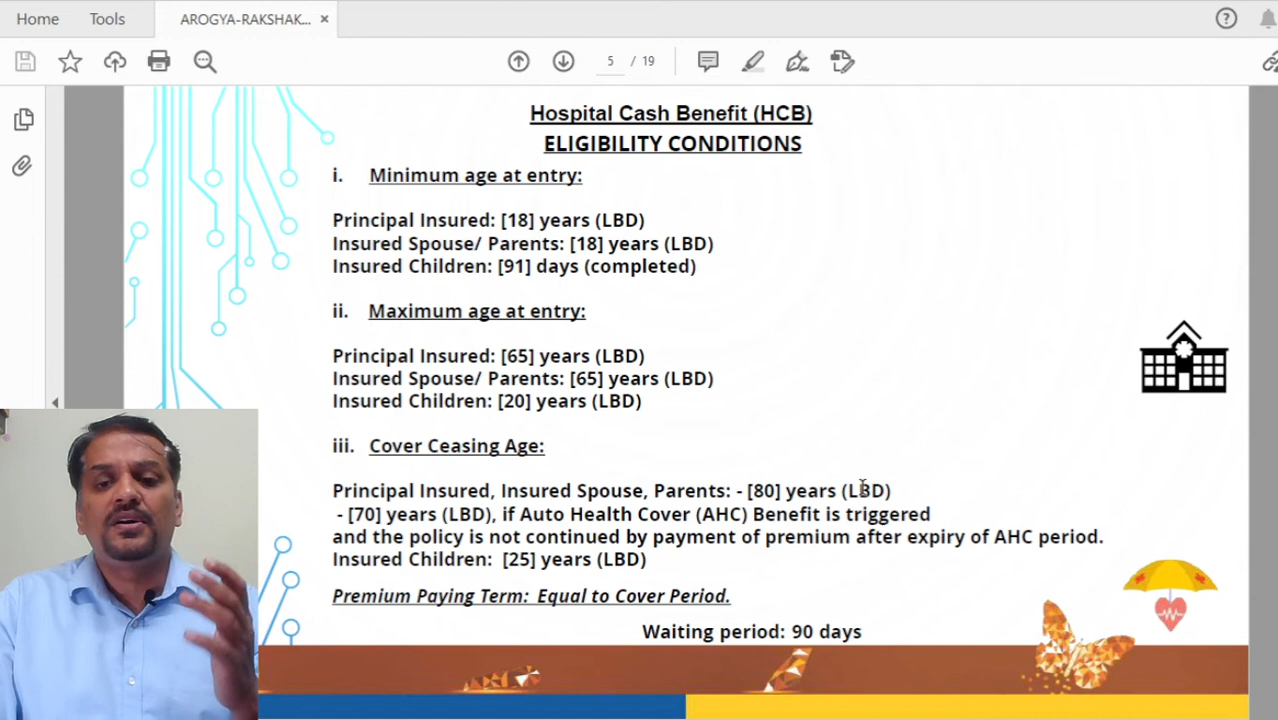 Home Tools AROGYA-RAKSHAK... ×
5 / 19
Hospital Cash Benefit (HCB)
ELIGIBILITY CONDITIONS
i. Minimum age at entry:
Principal Insured: [18] years (LBD)
Insured Spouse/ Parents: [18] years (LBD)
Insured Children: [91] days (completed)
ii. Maximum age at entry:
Principal Insured: [65] years (LBD)
Insured Spouse/ Parents: [65] years (LBD)
Insured Children: [20] years (LBD)
iii. Cover Ceasing Age:
Principal Insured, Insured Spouse, Parents: - [80] years (LBD)
- [70] years (LBD), if Auto Health Cover (AHC) Benefit is triggered
and the policy is not continued by payment of premium after expiry of AHC period.
Insured Children: [25] years (LBD)
Premium Paying Term: Equal to Cover Period.
Waiting period: 90 days